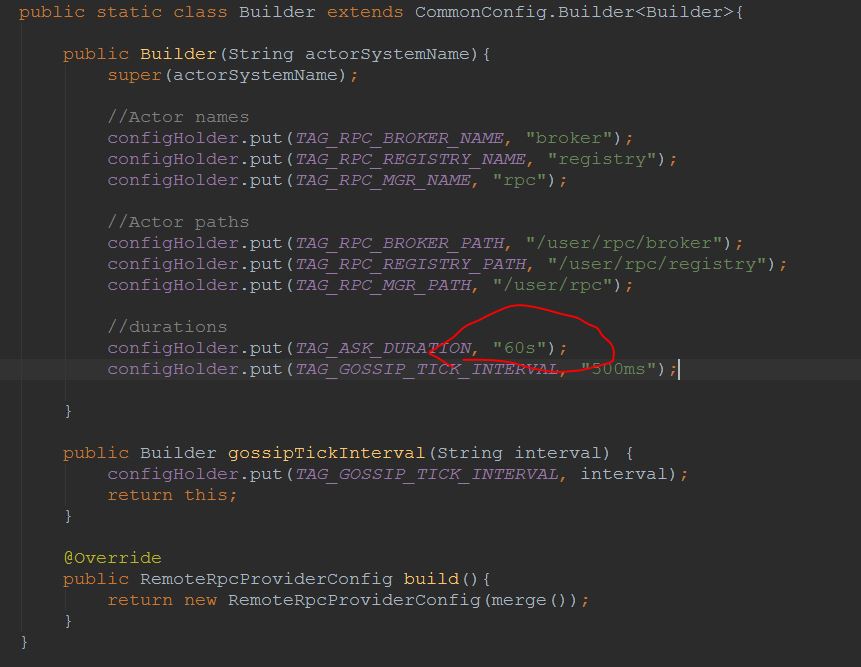 public static class Builder extends CommonConfig.Builder<Builder>{
public Builder(String actorSystemName){
super(actorSystemName);
//Actor names
configHolder.put(TAG_RPC_BROKER_NAME, "broker");
configHolder.put(TAG_RPC_REGISTRY_NAME, "registry");
configHolder.put(TAG_RPC_MGR_NAME, "rpc");
//Actor paths
configHolder.put(TAG_RPC_BROKER_PATH, "/user/rpc/broker");
configHolder.put(TAG_RPC_REGISTRY_PATH, "/user/rpc/registry");
configHolder.put(TAG_RPC_MGR_PATH, "/user/rpc");
//durations
configHolder.put(TAG_ASK_DURATION, "60s");
configHolder.put(TAG_GOSSIP_TICK_INTERVAL, "500ms");
}
public Builder gossipTickInterval(String interval) {
configHolder.put(TAG_GOSSIP_TICK_INTERVAL, interval);
return this;
}
@Override
public RemoteRpcProviderConfig build(){
return new RemoteRpcProviderConfig(merge());
}
}